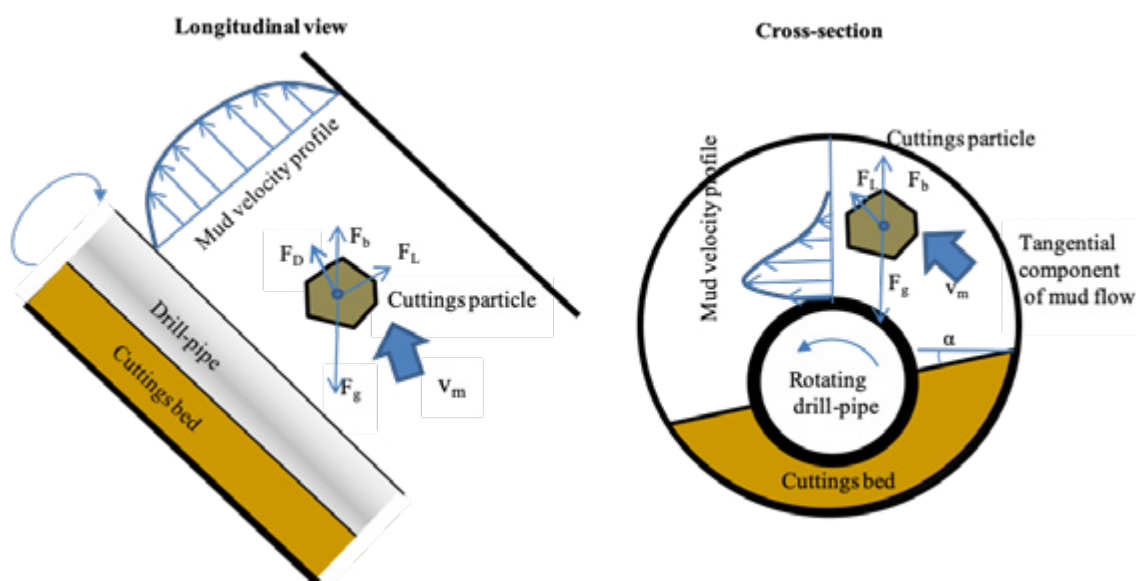 Longitudinal view
Mud velocity profile
F_b
F_D
F_L
Cuttings particle
F_g
v_m
Drill-pipe
Cuttings bed
Cross-section
Mud velocity profile
Cuttings particle
F_L
F_b
Tangential
component
of mud flow
F_g
v_m
α
Rotating
drill-pipe
Cuttings bed